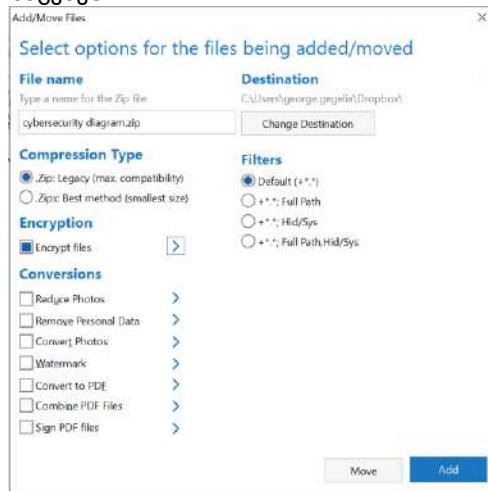 Add/Move Files
Select options for the files being added/moved
File name
Type a name for the Zip file
cybersecurity diagram.zip
Destination
C:\Users\george.gegelia\Dropbox\
Change Destination
Compression Type
.Zip: Legacy (max. compatibility)
.Zipx: Best method (smallest size)
Encryption
Encrypt files
Conversions
Reduce Photos
Remove Personal Data
Convert Photos
Watermark
Convert to PDF
Combine PDF Files
Sign PDF files
Filters
Default (+*.*)
+*.*; Full Path
+*.*; Hid/Sys
+*.*; Full Path,Hid/Sys
Move
Add